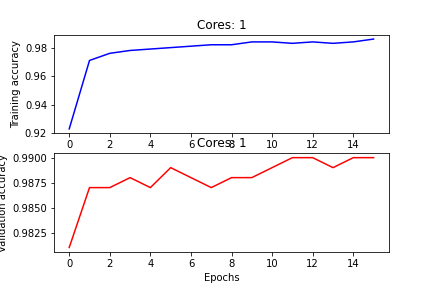 Cores: 1
Training accuracy
0.98
0.96
0.94
0.92
0 2 4 6 8 10 12 14
Cores: 1
Validation accuracy
0.9900
0.9875
0.9850
0.9825
0 2 4 6 8 10 12 14
Epochs